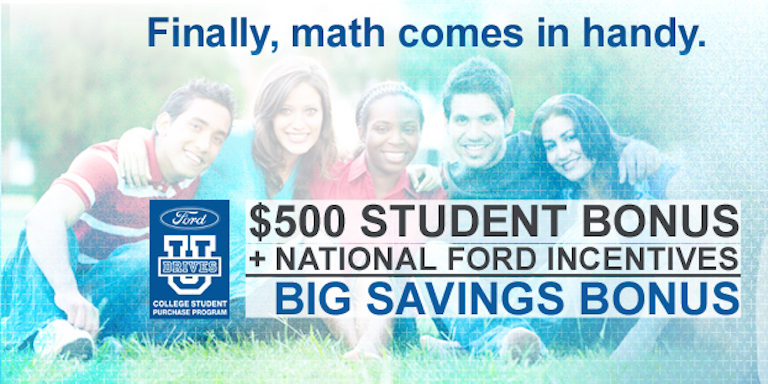 Finally, math comes in handy.
$500 STUDENT BONUS
+ NATIONAL FORD INCENTIVES
BIG SAVINGS BONUS
Ford
U
DRIVES
COLLEGE STUDENT
PURCHASE PROGRAM